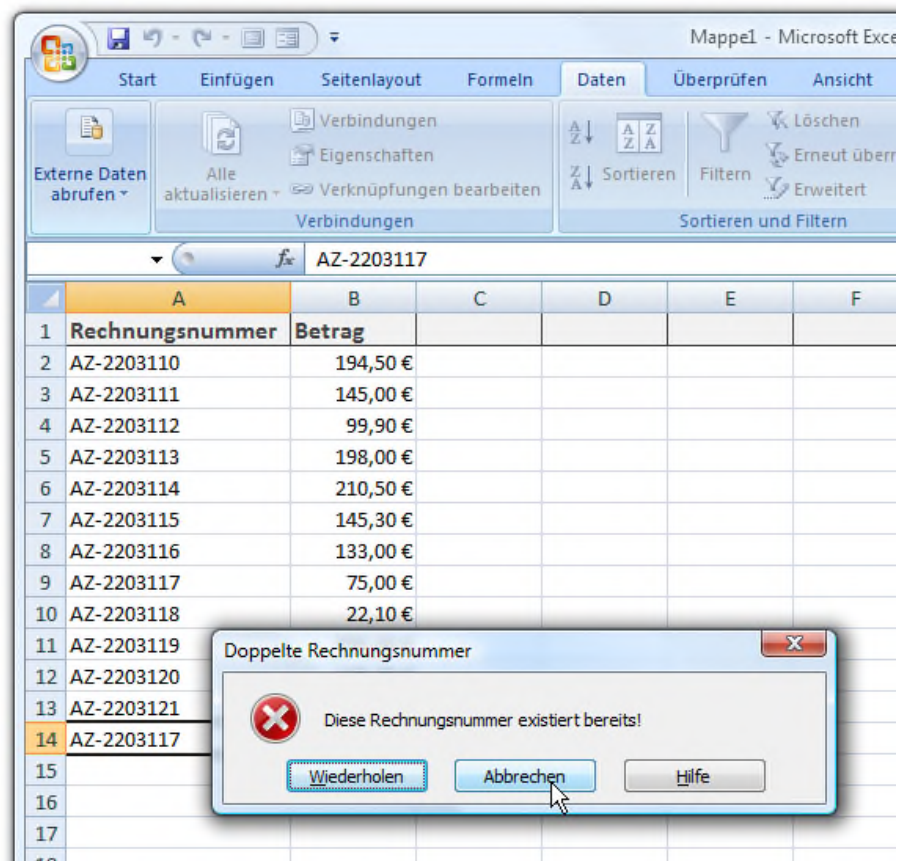 Mappe1 - Microsoft Exce
Start Einfügen Seitenlayout Formeln Daten Überprüfen Ansicht
Externe Daten abrufen
Alle aktualisieren
Verbindungen
Eigenschaften
Verknüpfungen bearbeiten
Verbindungen
Sortieren
Filtern
Löschen
Erneut überr
Erweitert
Sortieren und Filtern
fx AZ-2203117
A B C D E F
1 Rechnungsnummer Betrag
2 AZ-2203110 194,50 €
3 AZ-2203111 145,00 €
4 AZ-2203112 99,90 €
5 AZ-2203113 198,00 €
6 AZ-2203114 210,50 €
7 AZ-2203115 145,30 €
8 AZ-2203116 133,00 €
9 AZ-2203117 75,00 €
10 AZ-2203118 22,10 €
11 AZ-2203119
12 AZ-2203120
13 AZ-2203121
14 AZ-2203117
15
16
17
Doppelte Rechnungsnummer
Diese Rechnungsnummer existiert bereits!
Wiederholen Abbrechen Hilfe